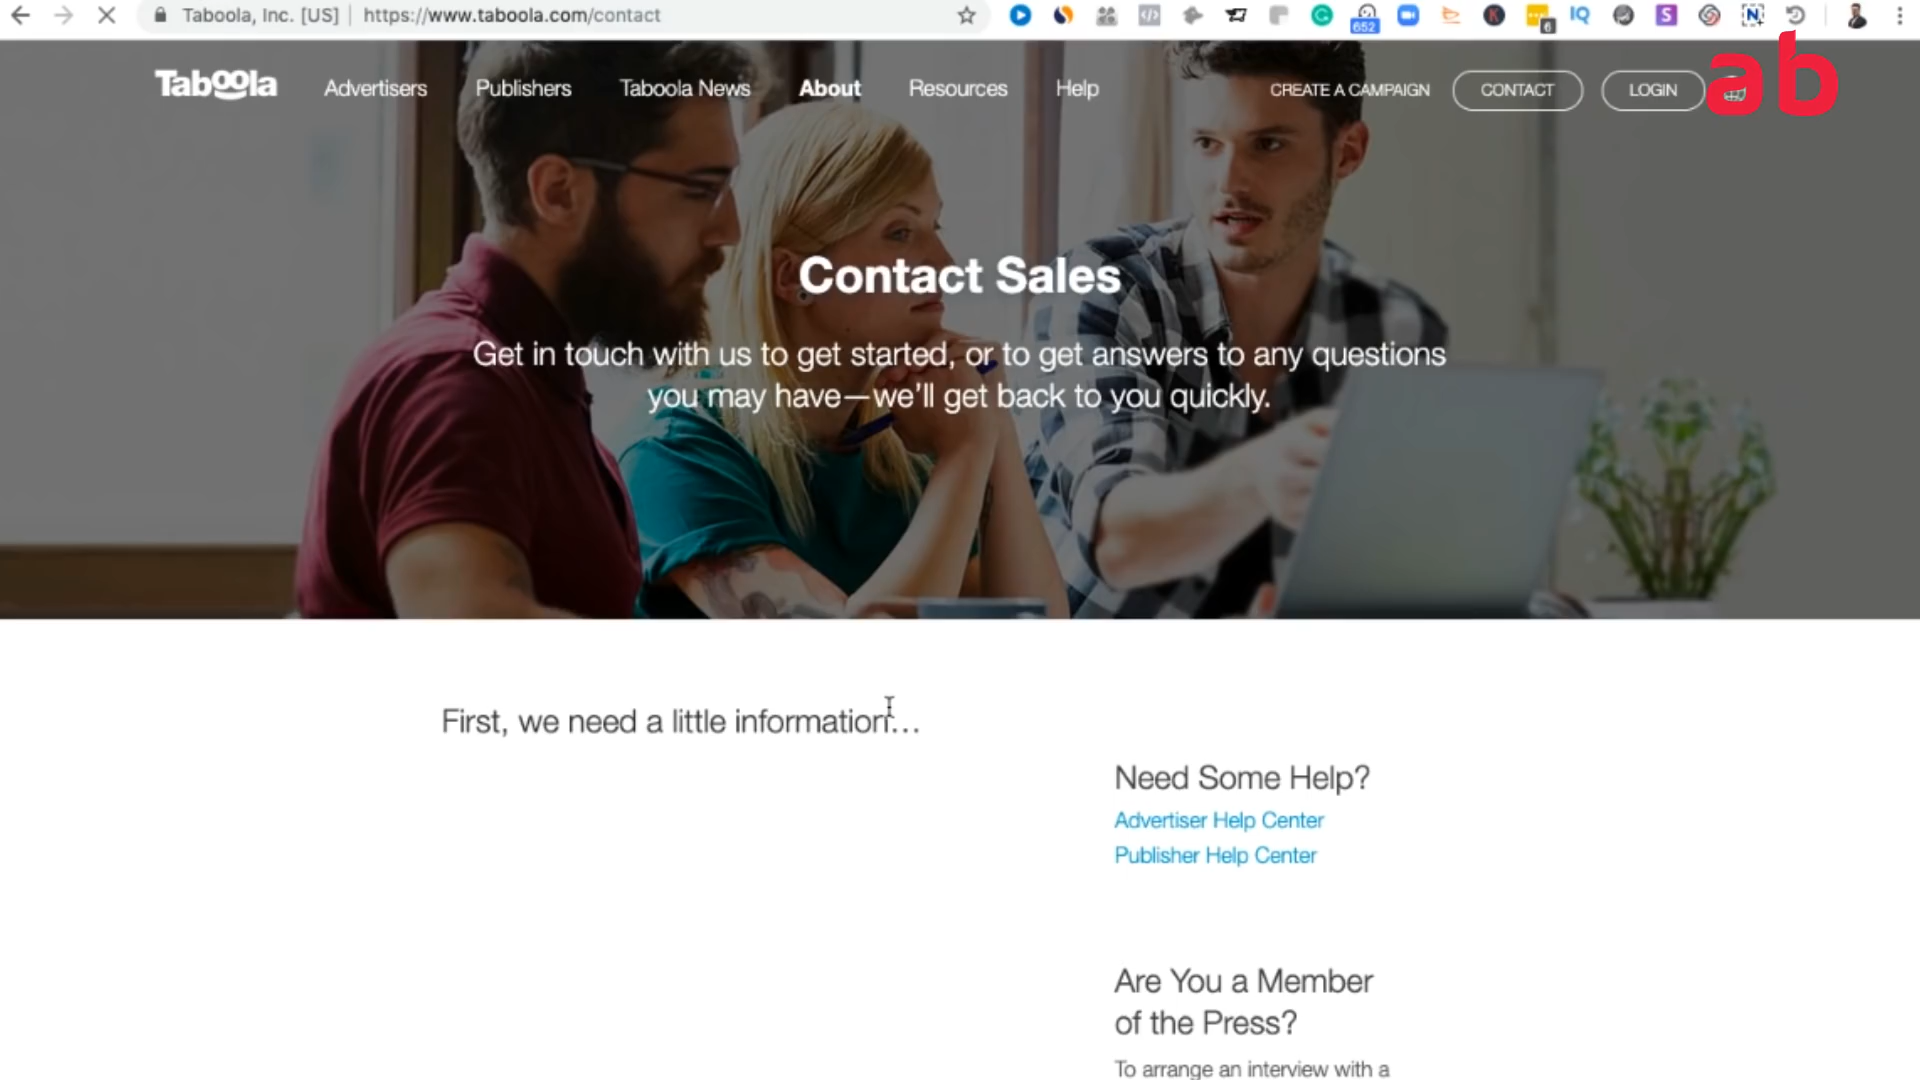 Taboola, Inc. [US] | https://www.taboola.com/contact
652
6
IQ
S
N
Taboola Advertisers Publishers Taboola News About Resources Help CREATE A CAMPAIGN CONTACT LOGIN
ab
Contact Sales
Get in touch with us to get started, or to get answers to any questions
you may have—we'll get back to you quickly.
First, we need a little information...
Need Some Help?
Advertiser Help Center
Publisher Help Center
Are You a Member
of the Press?
To arrange an interview with a